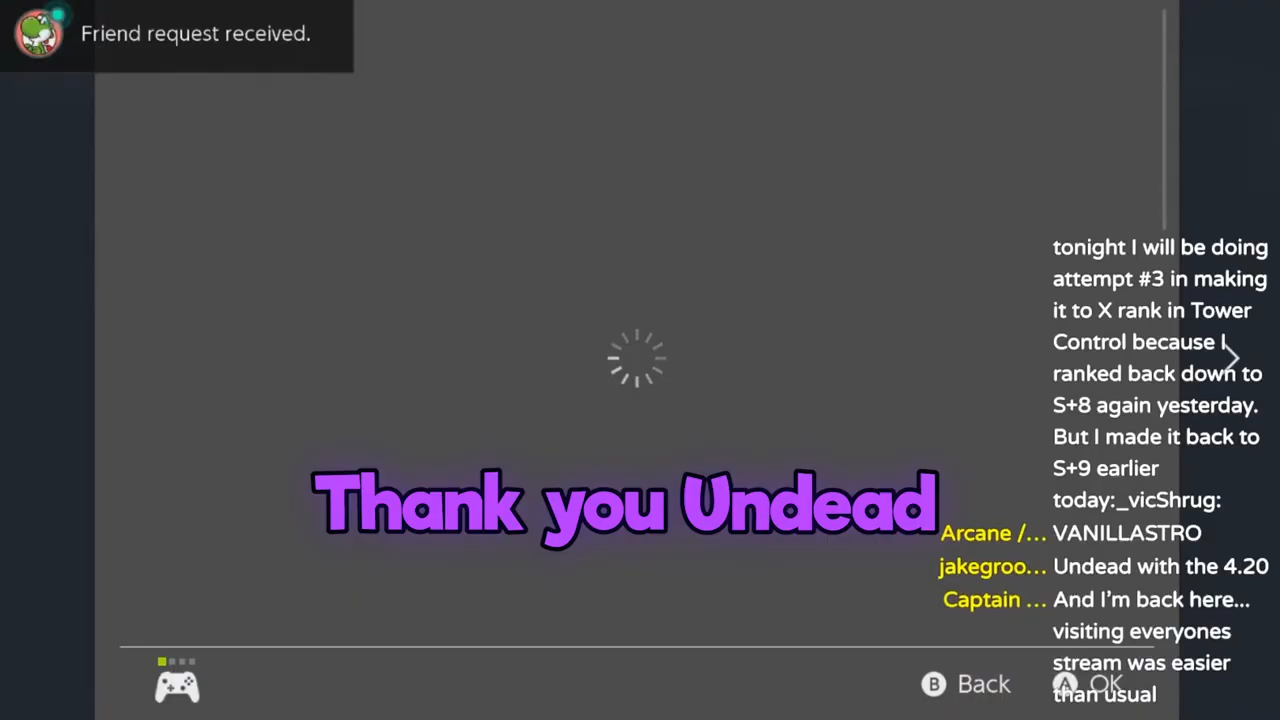 Friend request received.
tonight I will be doing
attempt #3 in making
it to X rank in Tower
Control because I
ranked back down to
S+8 again yesterday.
But I made it back to
S+9 earlier
today:_vicShrug:
Thank you Undead
Arcane /... VANILLASTRO
jakegroo... Undead with the 4.20
Captain ... And I'm back here...
visiting everyones
stream was easier
than usual
B Back
A OK